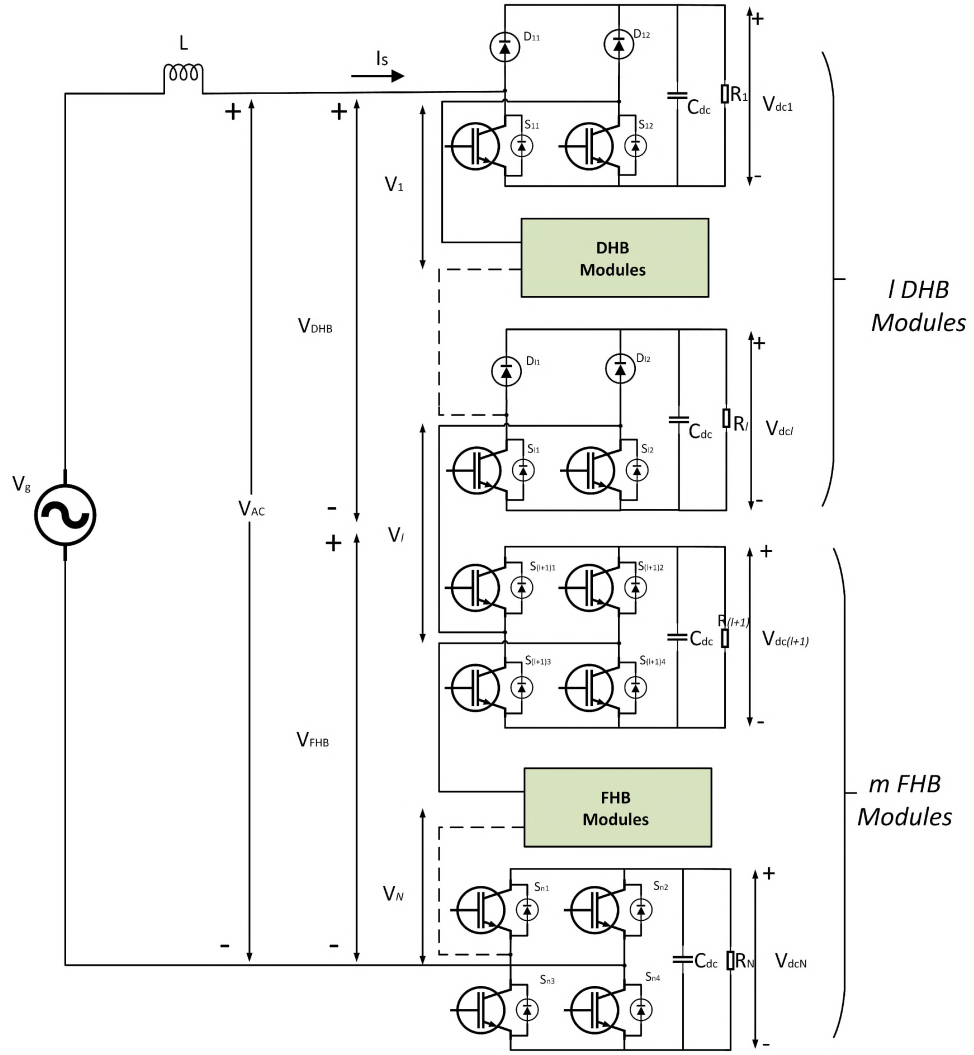 L
Is
+
+
D11
D12
Cdc
R1
+
Vdc1
-
S11
S12
V1
DHB
Modules
l DHB
Modules
VDHB
Dl1
Dl2
Cdc
Rl
+
Vdcl
-
Sl1
Sl2
Vg
VAC
-
+
Vl
S(l+1)1
S(l+1)2
Cdc
R(l+1)
+
Vdc(l+1)
-
S(l+1)3
S(l+1)4
VFHB
FHB
Modules
m FHB
Modules
VN
-
-
Sn1
Sn2
Cdc
RN
+
VdcN
-
Sn3
Sn4